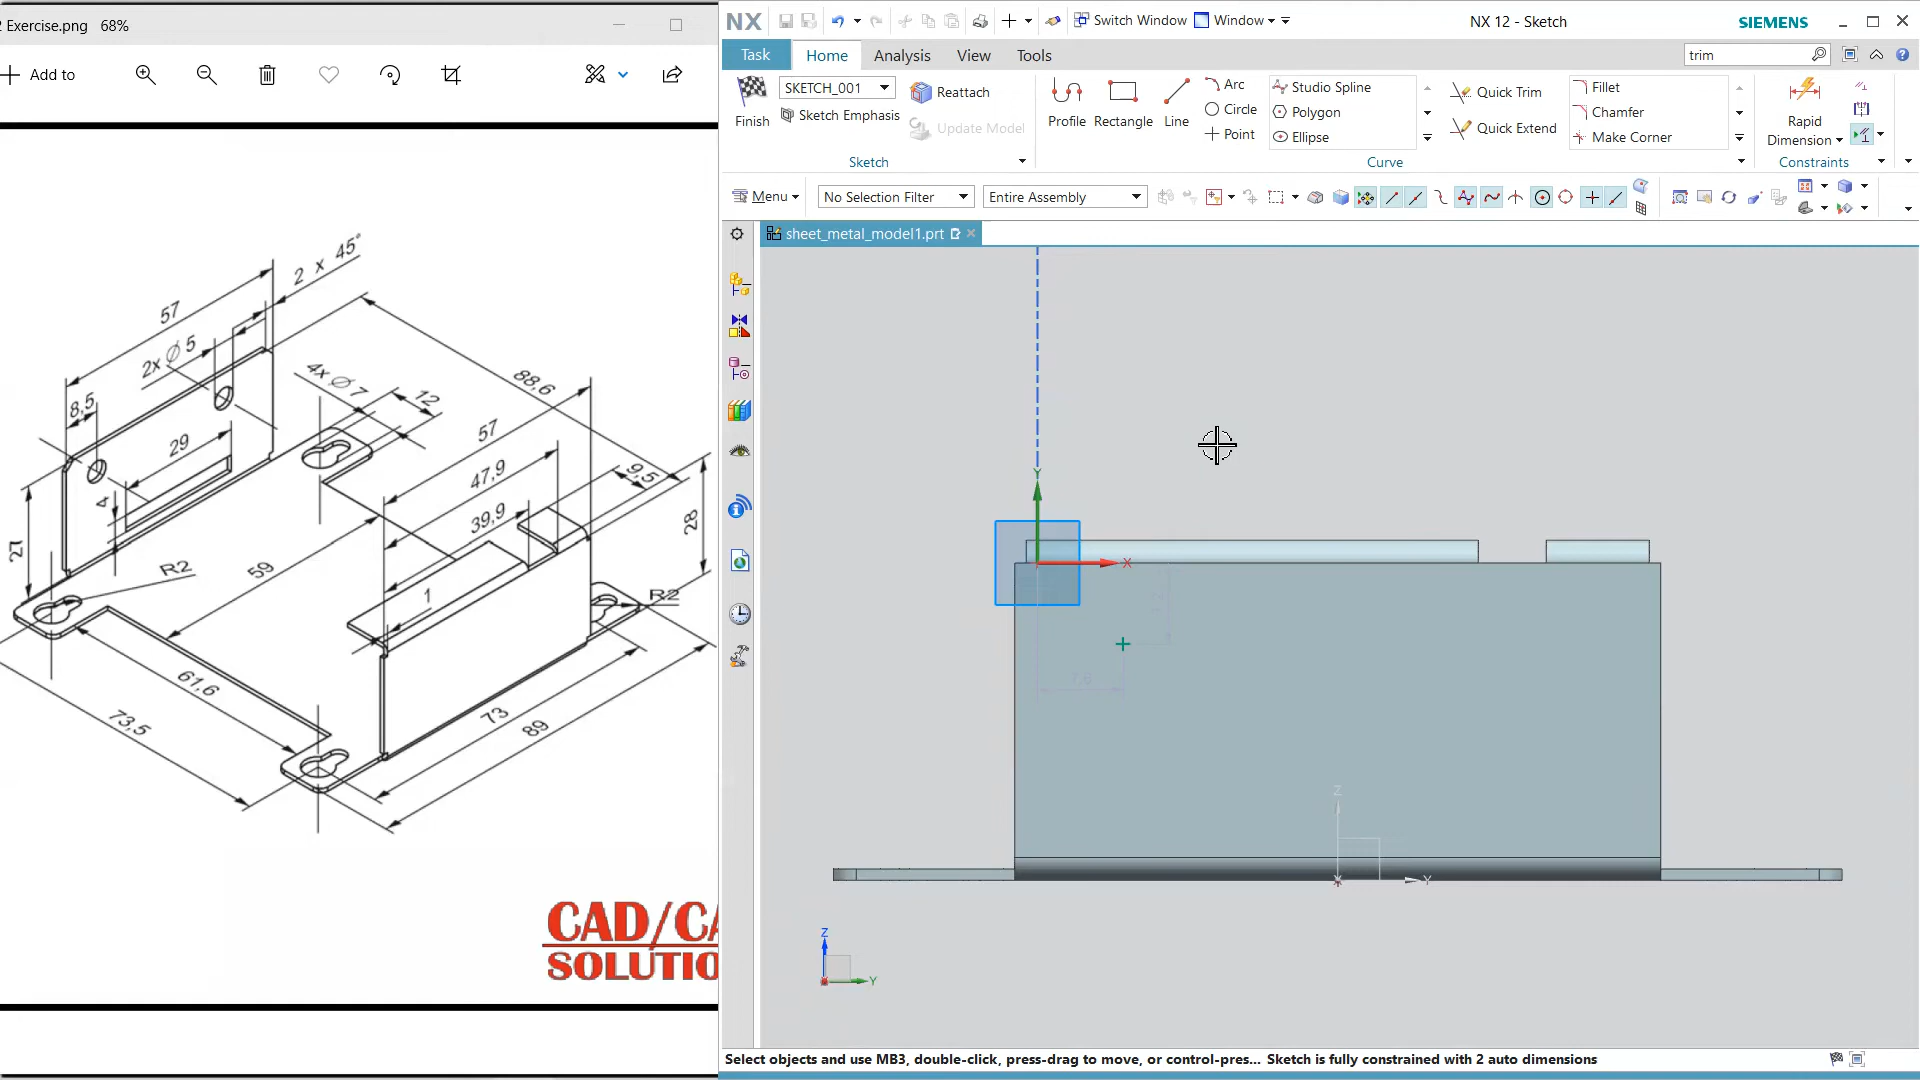 2 Exercise.png 68%
Add to
57
2 x 45°
2x Ø 5
8,5
29
4
27
4x Ø 7
12
88,6
57
47,9
39,9
9,5
28
R2
59
1
R2
61,6
73,5
73
89
CAD/CA
SOLUTIO
NX
Switch Window
Window
NX 12 - Sketch
SIEMENS
Task
Home
Analysis
View
Tools
trim
Finish
SKETCH_001
Sketch Emphasis
Reattach
Update Model
Sketch
Profile
Rectangle
Line
Arc
Circle
Point
Studio Spline
Polygon
Ellipse
Quick Trim
Quick Extend
Fillet
Chamfer
Make Corner
Curve
Rapid
Dimension
Constraints
Menu
No Selection Filter
Entire Assembly
sheet_metal_model1.prt
Y
X
7,6
Z
Y
Z
Y
Select objects and use MB3, double-click, press-drag to move, or control-pres... Sketch is fully constrained with 2 auto dimensions